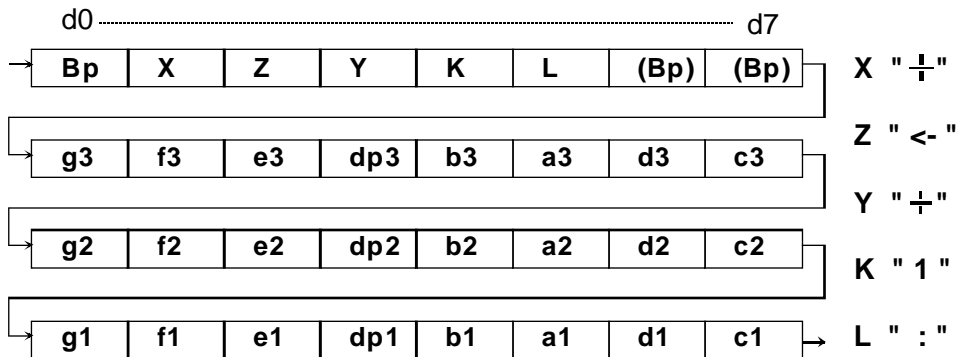 d0 d7
Bp X Z Y K L (Bp) (Bp)
X " ÷ "
g3 f3 e3 dp3 b3 a3 d3 c3
Z " <- "
Y " ÷ "
g2 f2 e2 dp2 b2 a2 d2 c2
K " 1 "
g1 f1 e1 dp1 b1 a1 d1 c1
L " : "